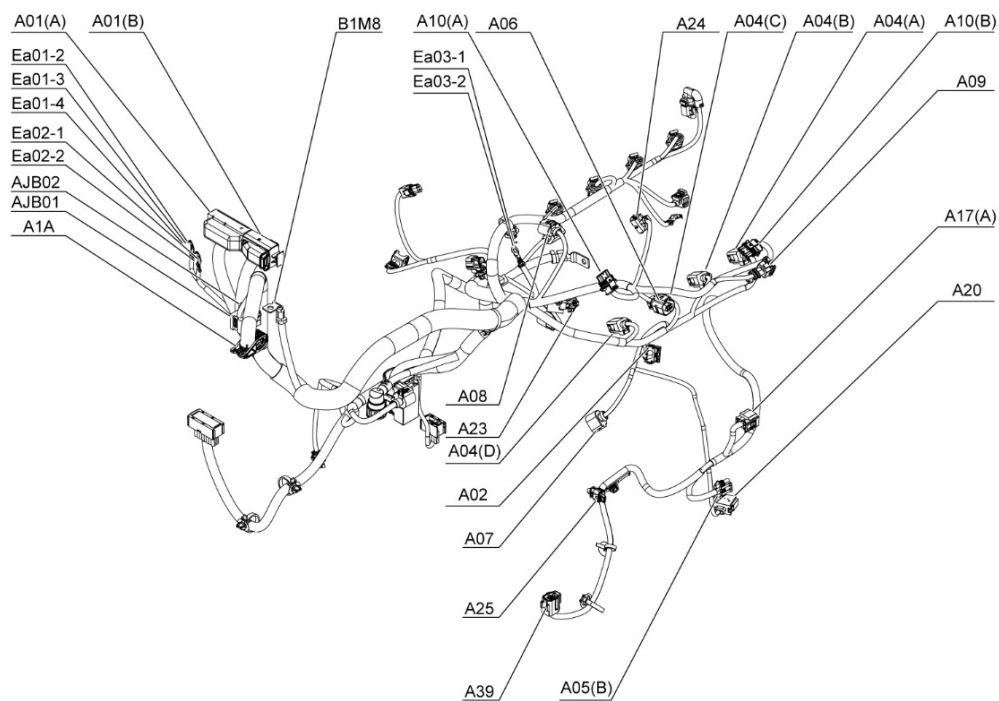 A01(A)
A01(B)
B1M8
A10(A)
A06
A24
A04(C)
A04(B)
A04(A)
A10(B)
Ea01-2
Ea01-3
Ea01-4
Ea02-1
Ea02-2
AJB02
AJB01
A1A
Ea03-1
Ea03-2
A09
A17(A)
A20
A08
A23
A04(D)
A02
A07
A25
A39
A05(B)